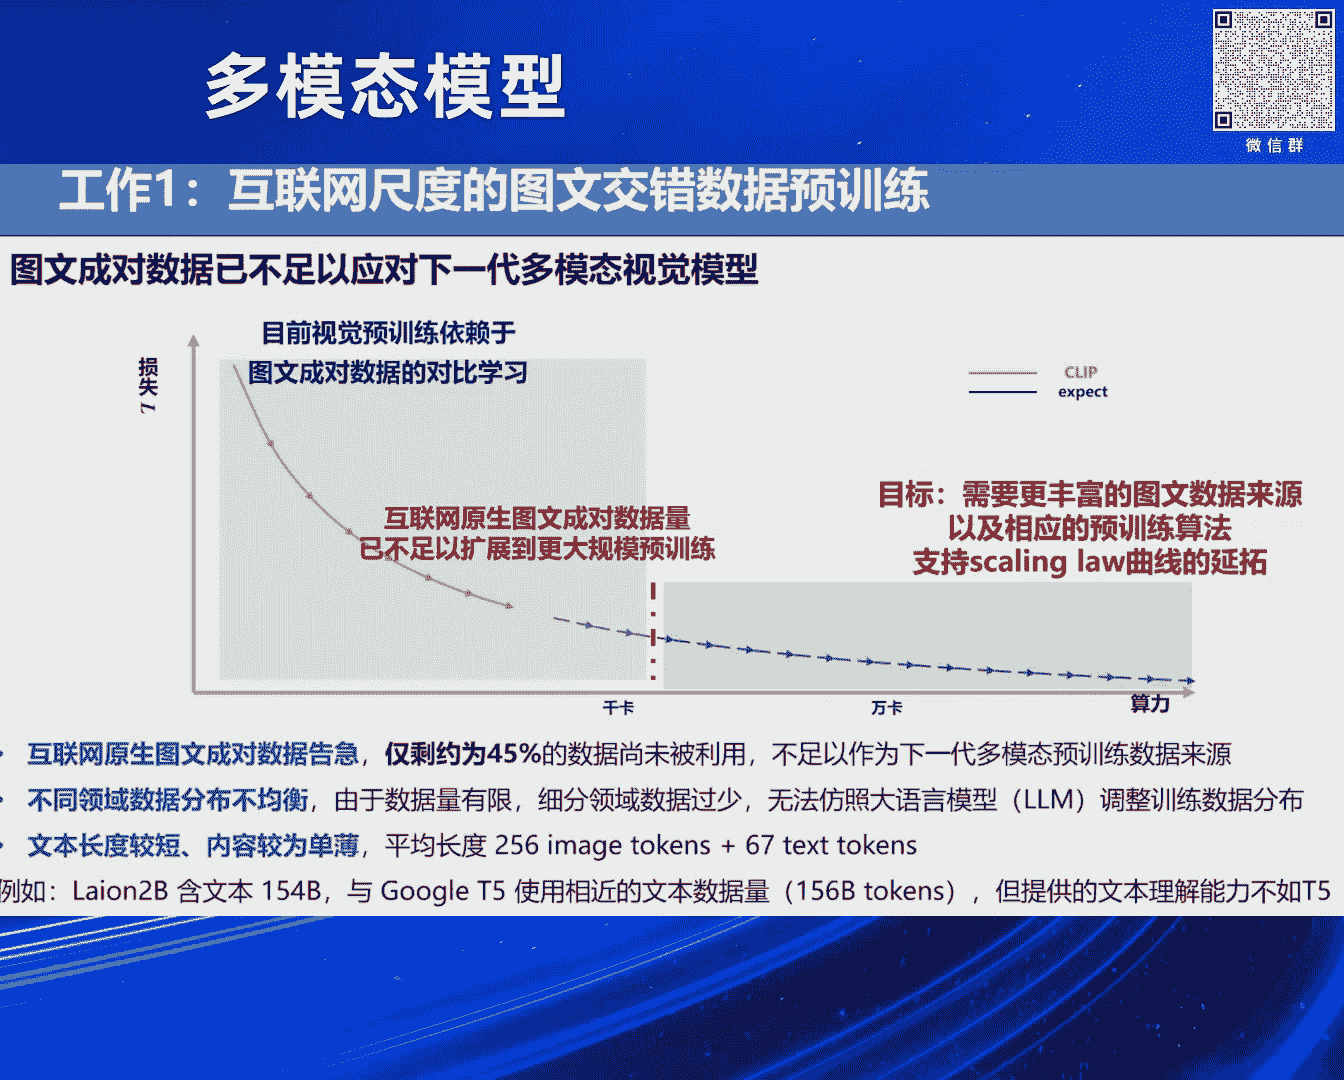 多模态模型
微信群
工作1：互联网尺度的图文交错数据预训练
图文成对数据已不足以应对下一代多模态视觉模型
目前视觉预训练依赖于
图文成对数据的对比学习
损失 L
CLIP
expect
目标：需要更丰富的图文数据来源
以及相应的预训练算法
支持scaling law曲线的延拓
互联网原生图文成对数据量
已不足以扩展到更大规模预训练
千卡
万卡
算力
互联网原生图文成对数据告急，仅剩约为45%的数据尚未被利用，不足以作为下一代多模态预训练数据来源
不同领域数据分布不均衡，由于数据量有限，细分领域数据过少，无法仿照大语言模型（LLM）调整训练数据分布
文本长度较短、内容较为单薄，平均长度 256 image tokens + 67 text tokens
例如：Laion2B 含文本 154B，与 Google T5 使用相近的文本数据量（156B tokens），但提供的文本理解能力不如T5